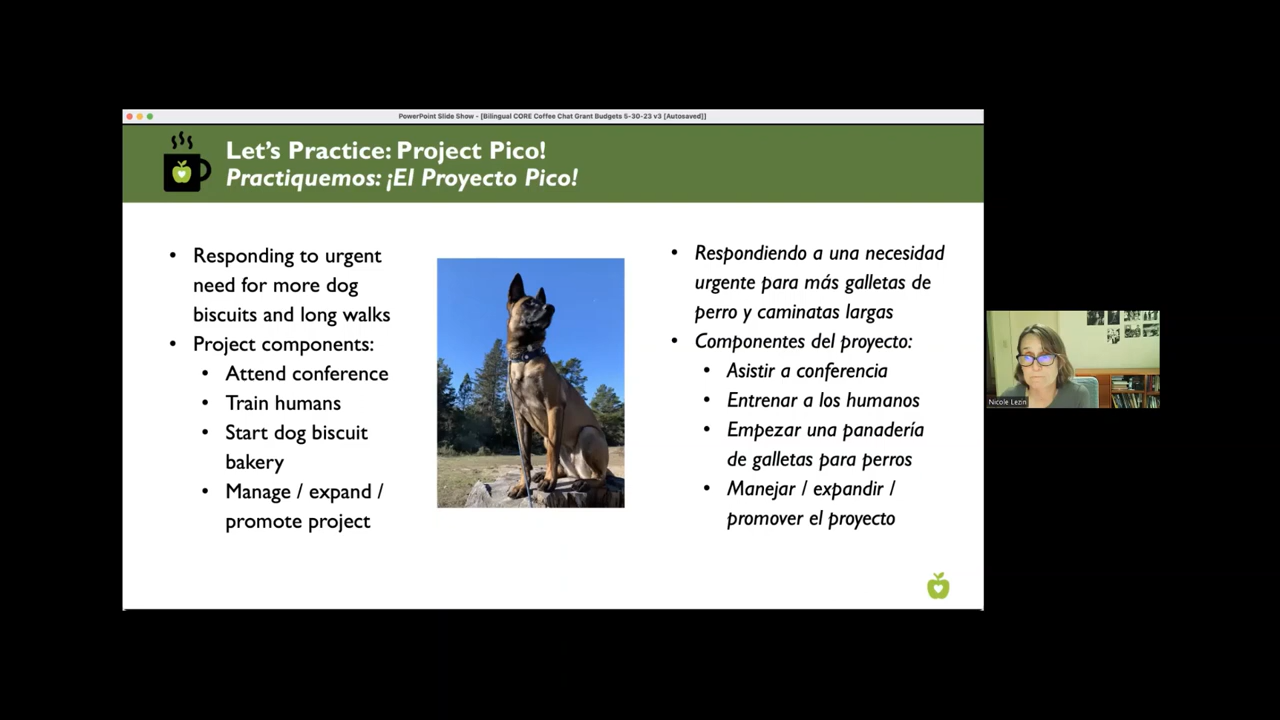 PowerPoint Slide Show - [Bilingual CORE Coffee Chat Grant Budgets 5-30-23 v3 [Autosaved]]
Let's Practice: Project Pico!
Practiquemos: ¡El Proyecto Pico!
• Responding to urgent
need for more dog
biscuits and long walks
• Project components:
• Attend conference
• Train humans
• Start dog biscuit
bakery
• Manage / expand /
promote project
• Respondiendo a una necesidad
urgente para más galletas de
perro y caminatas largas
• Componentes del proyecto:
• Asistir a conferencia
• Entrenar a los humanos
• Empezar una panadería
de galletas para perros
• Manejar / expandir /
promover el proyecto
Nicole Lezin